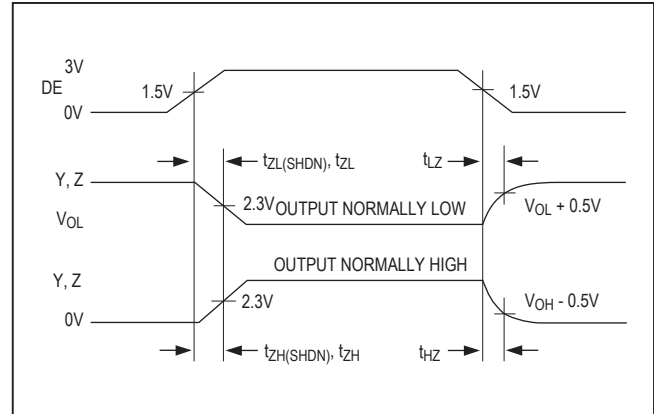 3V
DE
1.5V
1.5V
0V
tZL(SHDN), tZL
tLZ
Y, Z
2.3V
OUTPUT NORMALLY LOW
VOL + 0.5V
VOL
OUTPUT NORMALLY HIGH
Y, Z
2.3V
VOH - 0.5V
0V
tZH(SHDN), tZH
tHZ